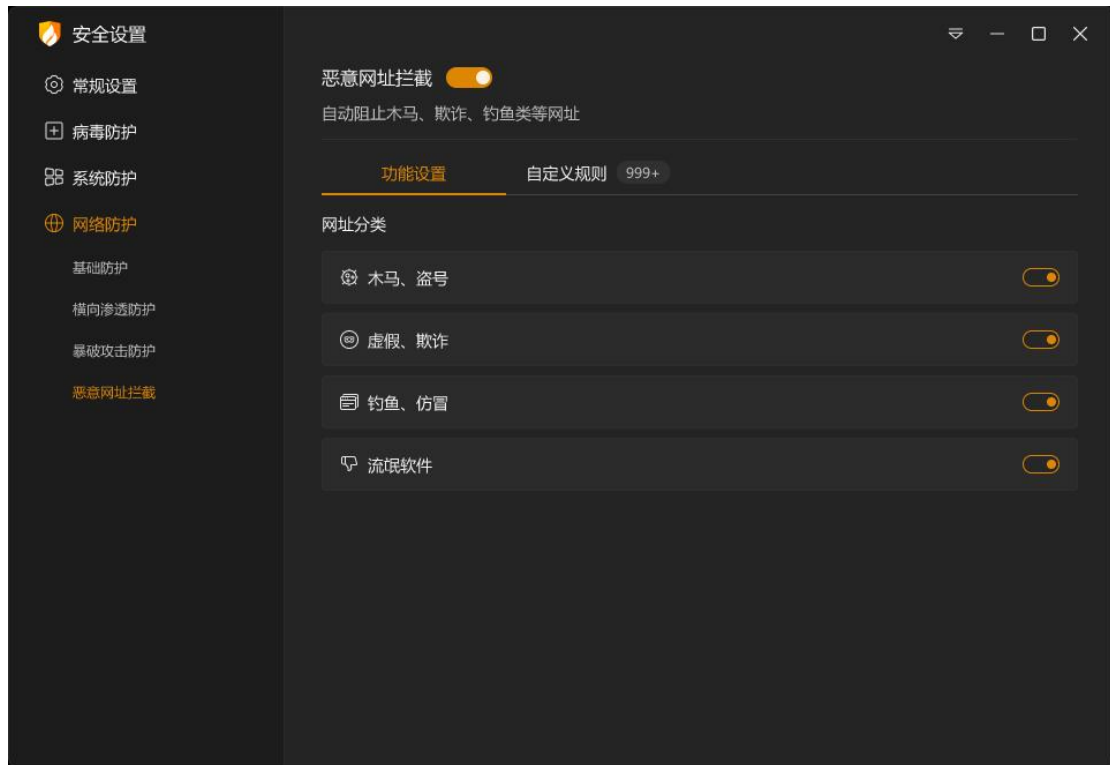 安全设置
常规设置
病毒防护
系统防护
网络防护
基础防护
横向渗透防护
暴破攻击防护
恶意网址拦截
恶意网址拦截
自动阻止木马、欺诈、钓鱼类等网址
功能设置 自定义规则 999+
网址分类
木马、盗号
虚假、欺诈
钓鱼、仿冒
流氓软件